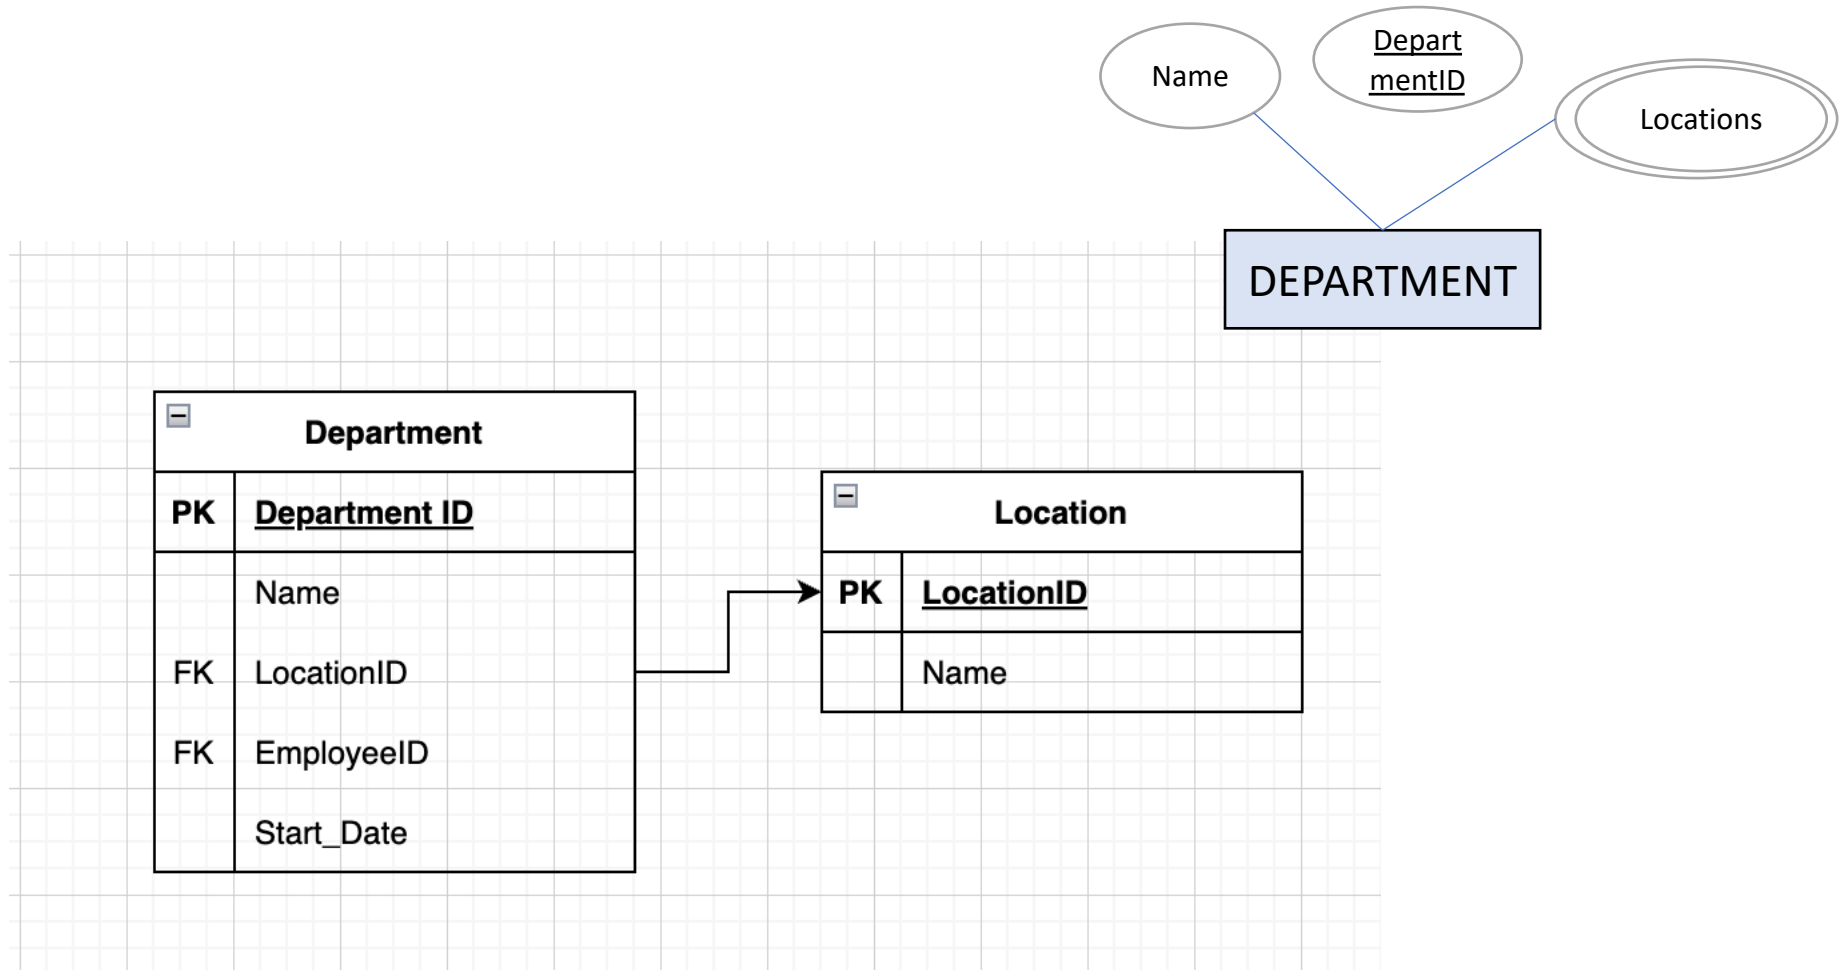 Name
Depart
mentID
Locations
DEPARTMENT
Department
PK Department ID
Name
FK LocationID
FK EmployeeID
Start_Date
Location
PK LocationID
Name